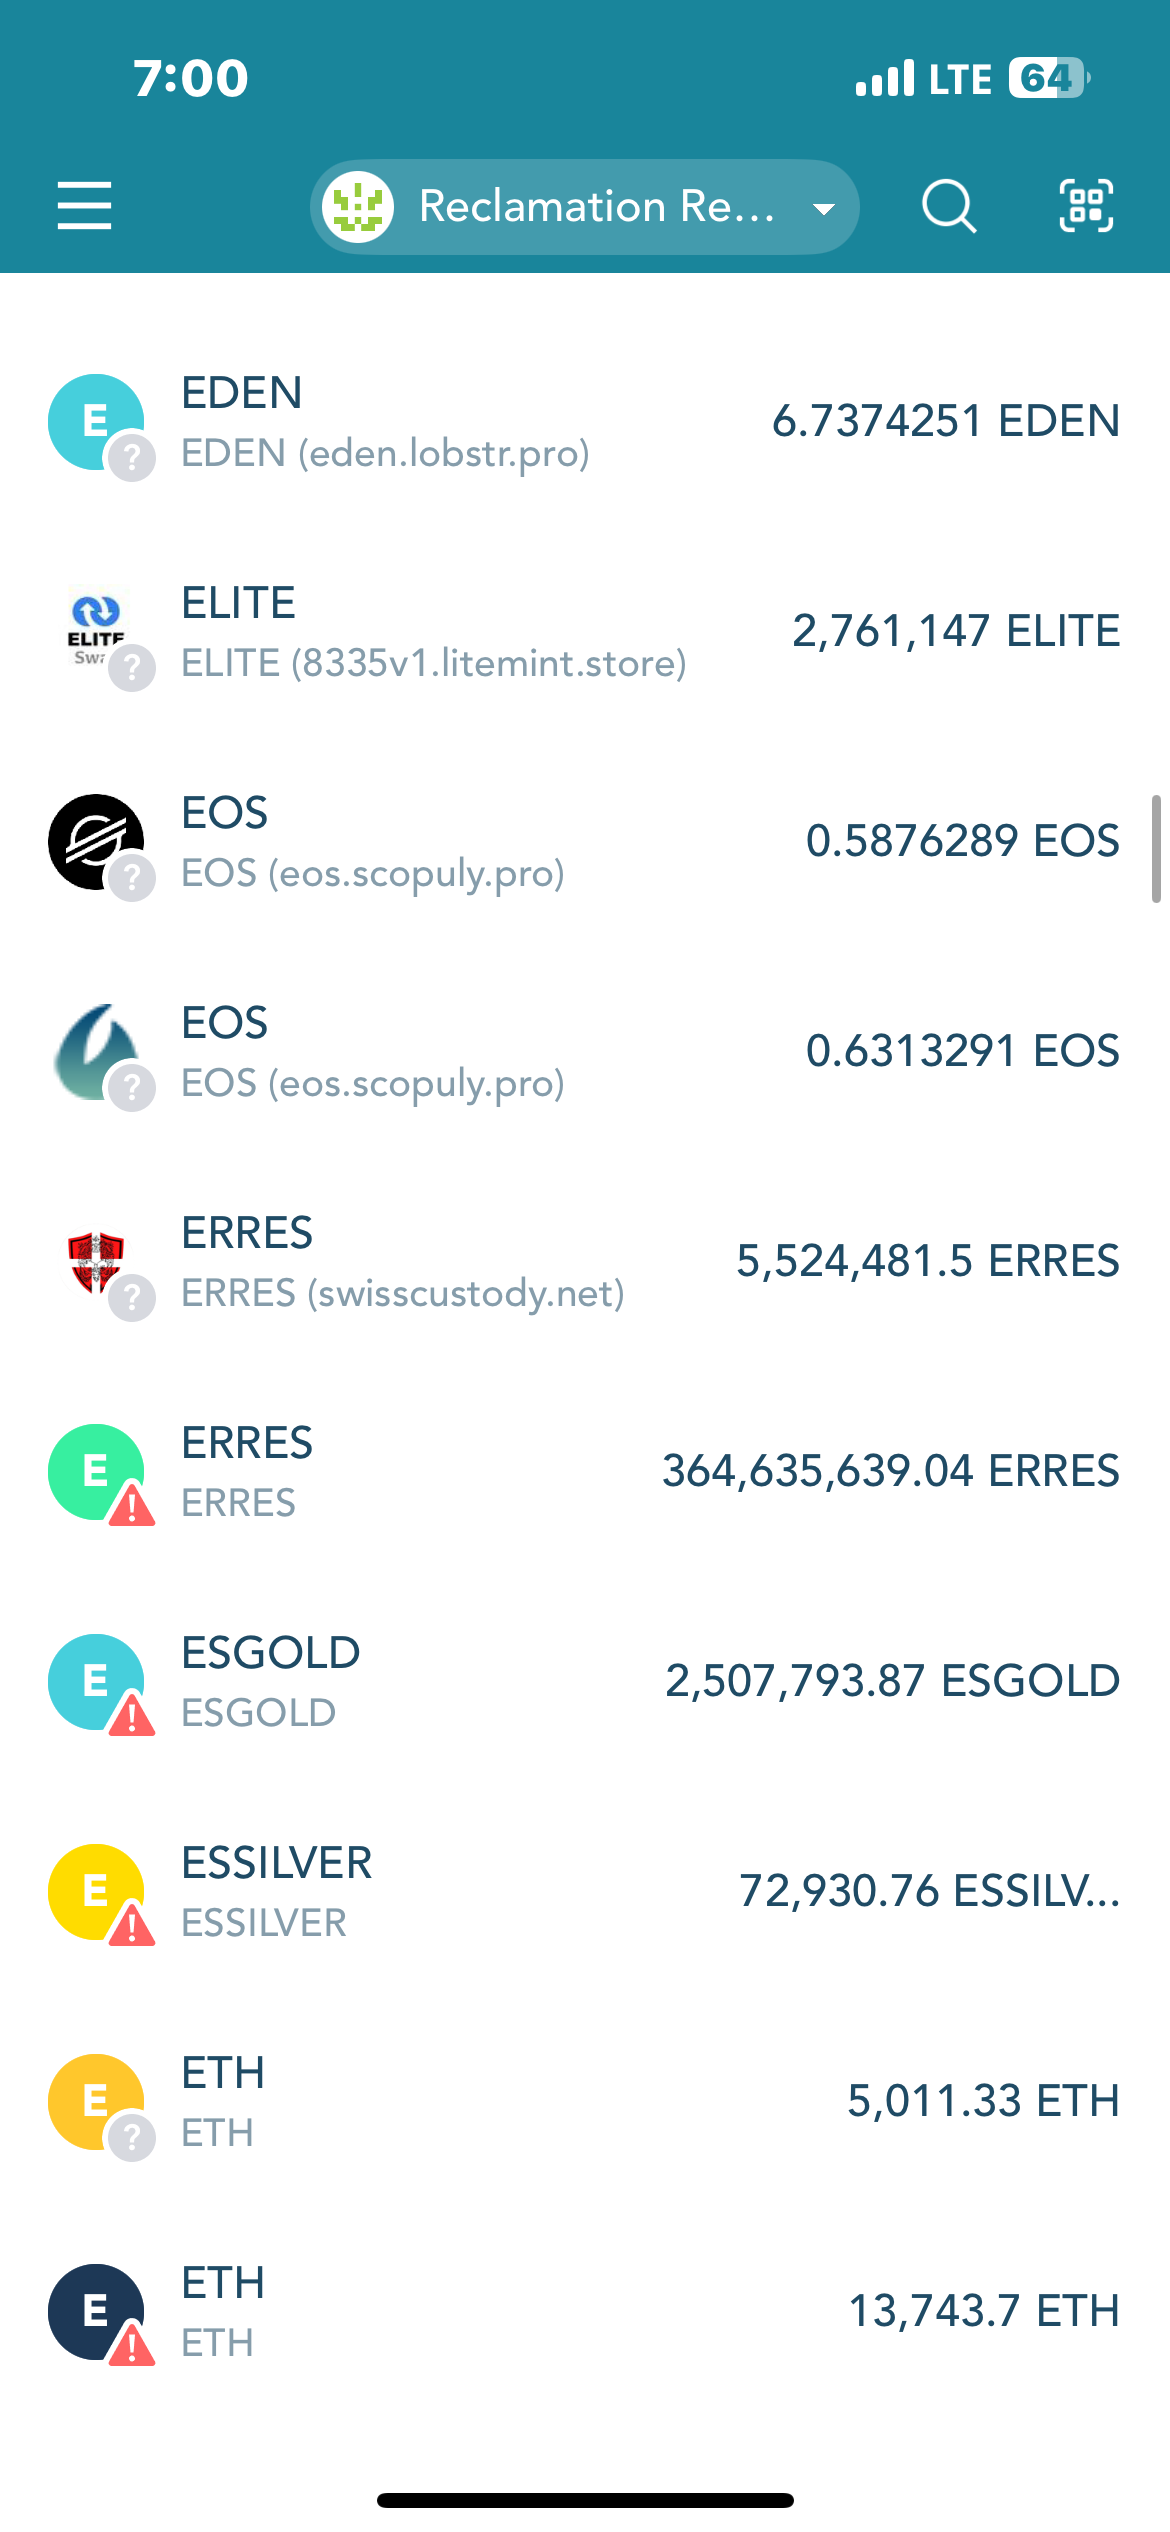 7:00
LTE 64
Reclamation Re...
E
EDEN
6.7374251 EDEN
EDEN (eden.lobstr.pro)
?
ELITE
ELITE
2,761,147 ELITE
ELITE (8335v1.litemint.store)
?
EOS
0.5876289 EOS
EOS (eos.scopuly.pro)
?
EOS
0.6313291 EOS
EOS (eos.scopuly.pro)
?
ERRES
5,524,481.5 ERRES
ERRES (swisscustody.net)
?
E
ERRES
364,635,639.04 ERRES
ERRES
!
E
ESGOLD
2,507,793.87 ESGOLD
ESGOLD
!
E
ESSILVER
72,930.76 ESSILV...
ESSILVER
!
E
ETH
5,011.33 ETH
ETH
?
E
ETH
13,743.7 ETH
ETH
!